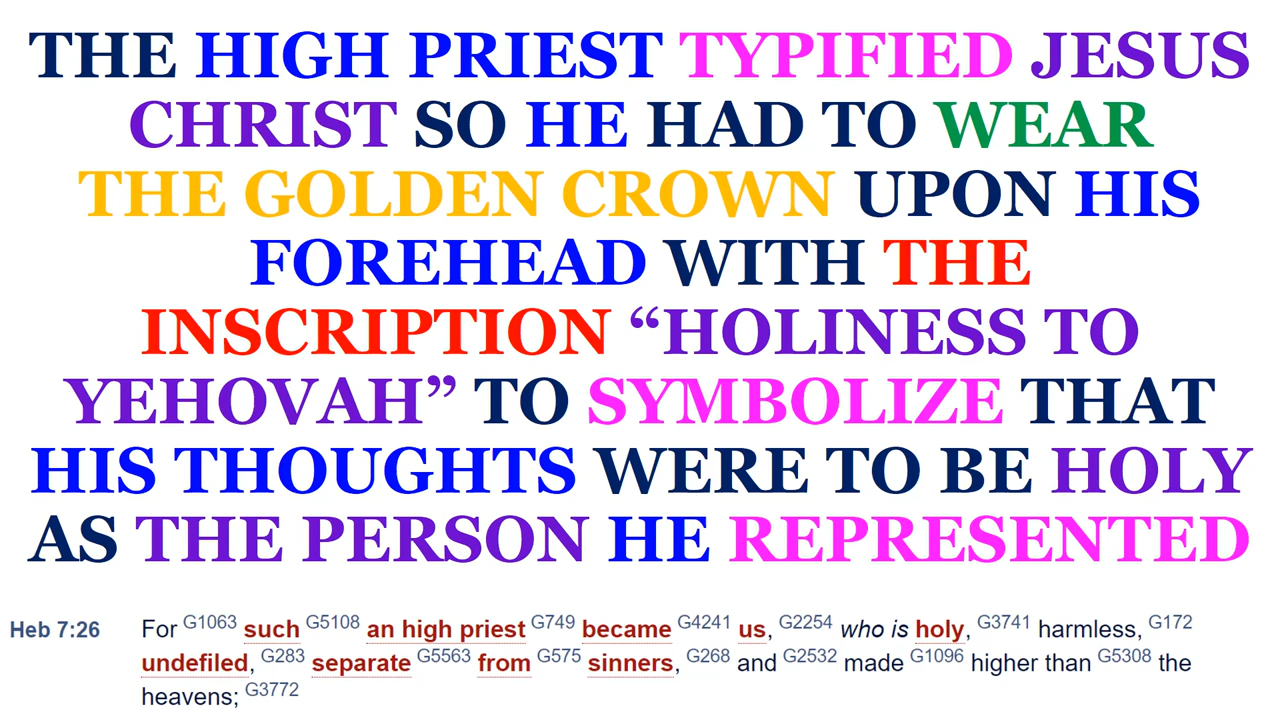 THE HIGH PRIEST TYPIFIED JESUS
CHRIST SO HE HAD TO WEAR
THE GOLDEN CROWN UPON HIS
FOREHEAD WITH THE
INSCRIPTION “HOLINESS TO
YEHOVAH” TO SYMBOLIZE THAT
HIS THOUGHTS WERE TO BE HOLY
AS THE PERSON HE REPRESENTED
Heb 7:26 For G1063 such G5108 an high priest G749 became G4241 us, G2254 who is holy, G3741 harmless, G172
undefiled, G283 separate G5563 from G575 sinners, G268 and G2532 made G1096 higher than G5308 the
heavens; G3772